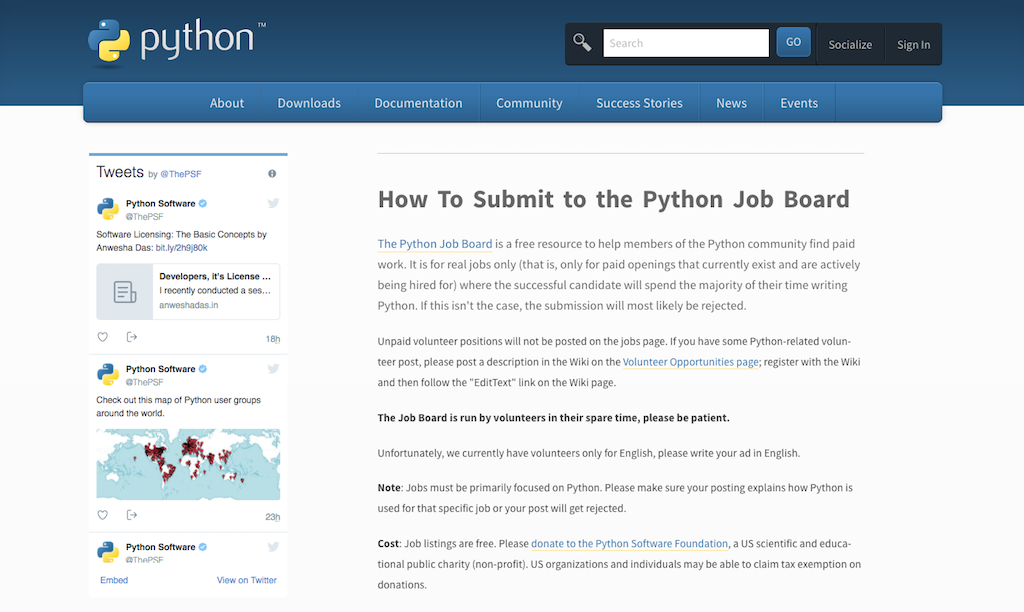 python™
Search
GO
Socialize
Sign In
About
Downloads
Documentation
Community
Success Stories
News
Events
Tweets by @ThePSF
Python Software
@ThePSF
Software Licensing: The Basic Concepts by
Anwesha Das: bit.ly/2h9j80k
Developers, it's License ...
I recently conducted a ses...
anweshadas.in
18h
Python Software
@ThePSF
Check out this map of Python user groups
around the world.
23h
Python Software
@ThePSF
Embed
View on Twitter
How To Submit to the Python Job Board
The Python Job Board is a free resource to help members of the Python community find paid
work. It is for real jobs only (that is, only for paid openings that currently exist and are actively
being hired for) where the successful candidate will spend the majority of their time writing
Python. If this isn't the case, the submission will most likely be rejected.
Unpaid volunteer positions will not be posted on the jobs page. If you have some Python-related volun-
teer post, please post a description in the Wiki on the Volunteer Opportunities page; register with the Wiki
and then follow the "EditText" link on the Wiki page.
The Job Board is run by volunteers in their spare time, please be patient.
Unfortunately, we currently have volunteers only for English, please write your ad in English.
Note: Jobs must be primarily focused on Python. Please make sure your posting explains how Python is
used for that specific job or your post will get rejected.
Cost: Job listings are free. Please donate to the Python Software Foundation, a US scientific and educa-
tional public charity (non-profit). US organizations and individuals may be able to claim tax exemption on
donations.